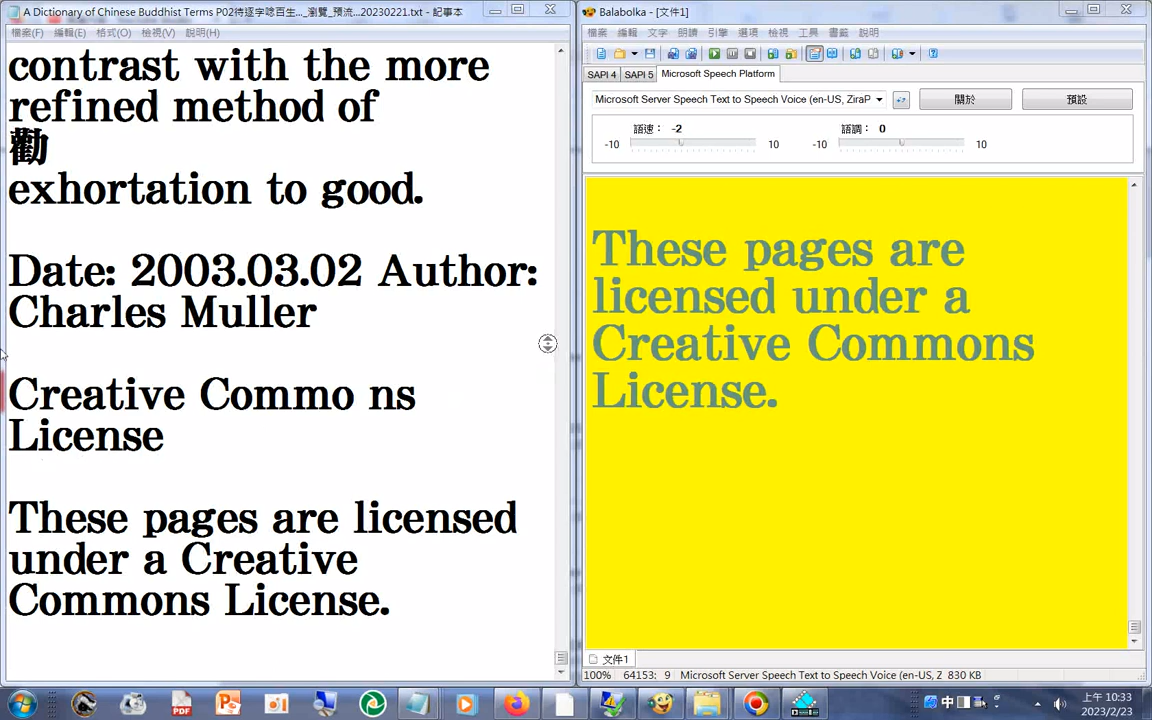 A Dictionary of Chinese Buddhist Terms P02待逐字唸百生..._瀏覽_預流...20230221.txt - 記事本
檔案(F) 編輯(E) 格式(O) 檢視(V) 說明(H)
contrast with the more
refined method of
勸
exhortation to good.
Date: 2003.03.02 Author:
Charles Muller
Creative Commo ns
License
These pages are licensed
under a Creative
Commons License.
Balabolka - [文件1]
檔案 編輯 文字 朗讀 引擎 選項 檢視 工具 書籤 說明
SAPI 4 SAPI 5 Microsoft Speech Platform
Microsoft Server Speech Text to Speech Voice (en-US, ZiraP 關於 預設
語速： -2 語調： 0
-10 10 -10 10
These pages are
licensed under a
Creative Commons
License.
文件1
100% 64153: 9 Microsoft Server Speech Text to Speech Voice (en-US, Z 830 KB
PDF
中
上午 10:33
2023/2/23